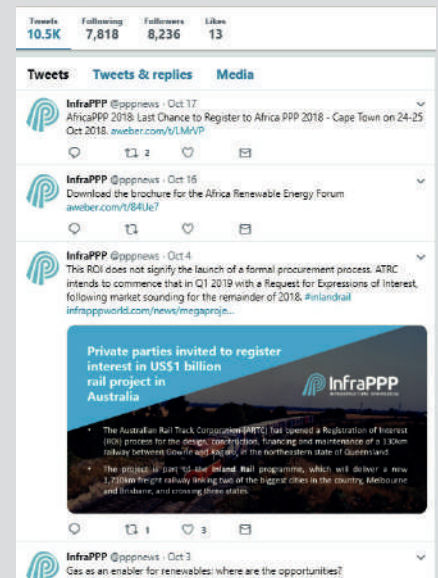 Tweets Following Followers Likes
10.5K 7,818 8,236 13
Tweets Tweets & replies Media
InfraPPP @pppnews · Oct 17
AfricaPPP 2018: Last Chance to Register to Africa PPP 2018 - Cape Town on 24-25
Oct 2018. aweber.com/t/LMrVP
2
InfraPPP @pppnews · Oct 16
Download the brochure for the Africa Renewable Energy Forum
aweber.com/t/84Ue?
InfraPPP @pppnews · Oct 4
This ROI does not signify the launch of a formal procurement process. ATRC
intends to commence that in Q1 2019 with a Request for Expressions of Interest,
following market sounding for the remainder of 2018. #inlandrail
infrapppworld.com/news/megaproje...
Private parties invited to register
interest in US$1 billion
rail project in
Australia
InfraPPP
• The Australian Rail Track Corporation (ARTC) has opened a Registration of Interest
(ROI) process for the design, construction, financing and maintenance of a 130km
railway between Gowrie and Kagaru, in the northeastern state of Queensland
• The project is part of the Inland Rail programme, which will deliver a new
1,710km freight railway linking two of the biggest cities in the country, Melbourne
and Brisbane, and crossing three states
1 3
InfraPPP @pppnews · Oct 3
Gas as an enabler for renewables: where are the opportunities?